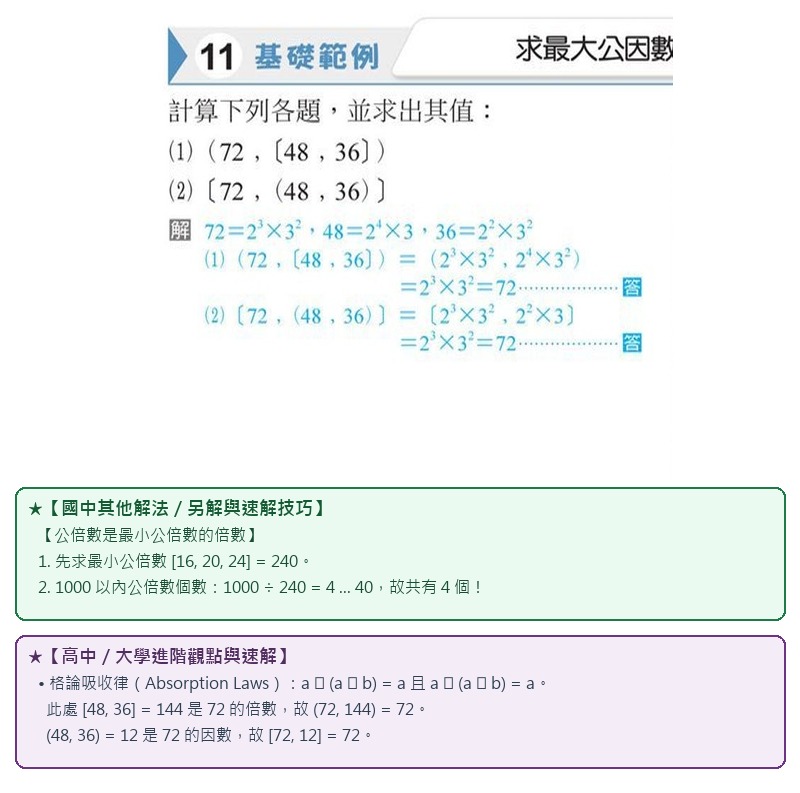 11 基礎範例 求最大公因數
計算下列各題，並求出其值：
⑴（72，〔48，36〕）
⑵〔72，（48，36）〕
解 72＝2³×3²，48＝2⁴×3，36＝2²×3²
⑴（72，〔48，36〕）＝（2³×3²，2⁴×3²）
＝2³×3²＝72⋯⋯⋯⋯⋯⋯⋯ 答
⑵〔72，（48，36）〕＝〔2³×3²，2²×3〕
＝2³×3²＝72⋯⋯⋯⋯⋯⋯⋯ 答
★【國中其他解法 / 另解與速解技巧】
【公倍數是最小公倍數的倍數】
1. 先求最小公倍數 [16, 20, 24] = 240。
2. 1000 以內公倍數個數：1000 ÷ 240 = 4 ... 40，故共有 4 個！
★【高中 / 大學進階觀點與速解】
• 格論吸收律（Absorption Laws）：a □ (a □ b) = a 且 a □ (a □ b) = a。
此處 [48, 36] = 144 是 72 的倍數，故 (72, 144) = 72。
(48, 36) = 12 是 72 的因數，故 [72, 12] = 72。